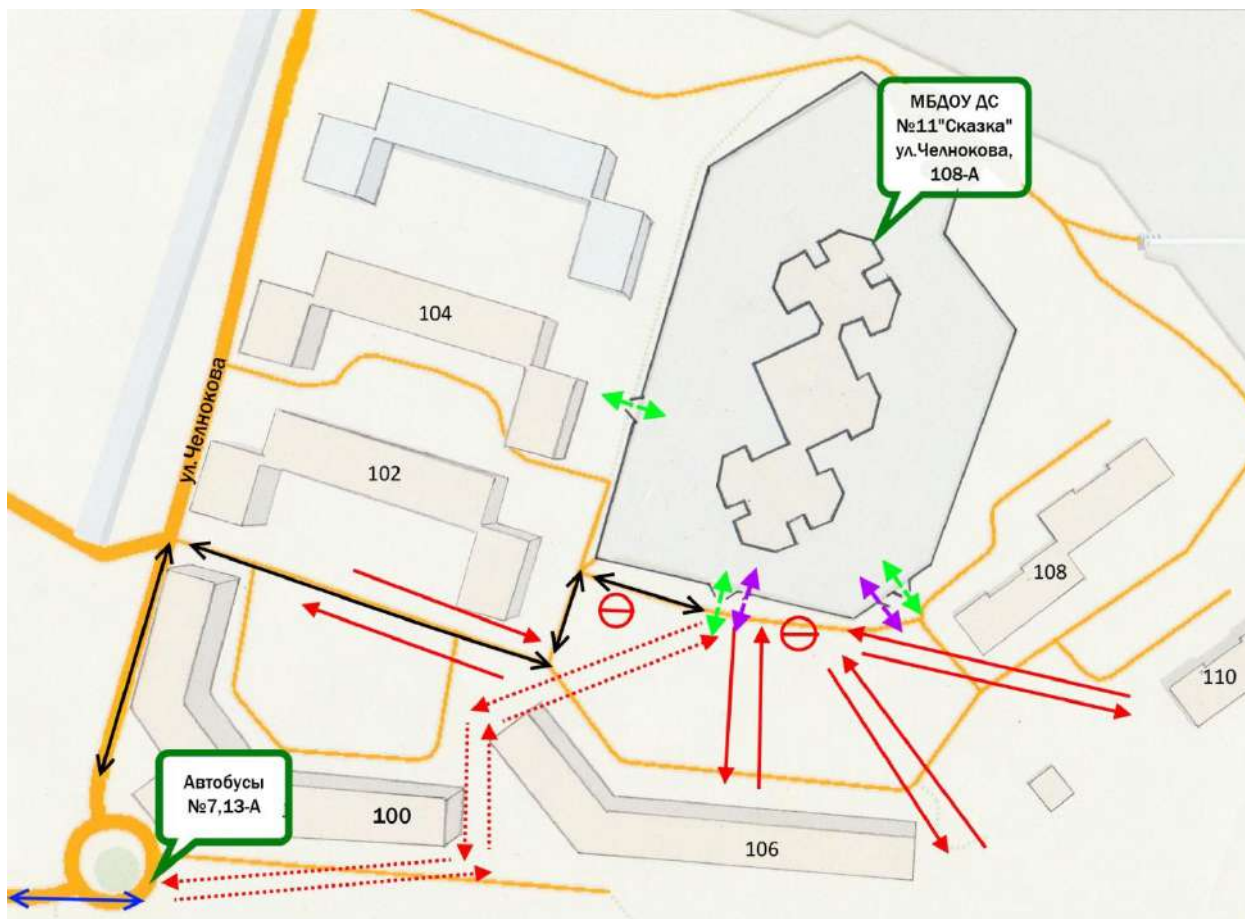 МБДОУ ДС
№11"Сказка"
ул.Челнокова,
108-А
104
ул.Челнокова
102
108
110
Автобусы
№7,13-А
100
106